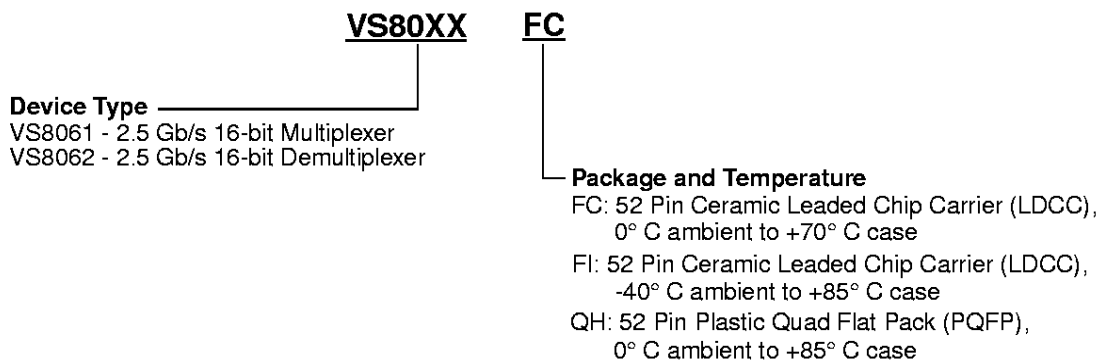 VS80XX FC
Device Type
VS8061 - 2.5 Gb/s 16-bit Multiplexer
VS8062 - 2.5 Gb/s 16-bit Demultiplexer
Package and Temperature
FC: 52 Pin Ceramic Leaded Chip Carrier (LDCC),
0° C ambient to +70° C case
FI: 52 Pin Ceramic Leaded Chip Carrier (LDCC),
-40° C ambient to +85° C case
QH: 52 Pin Plastic Quad Flat Pack (PQFP),
0° C ambient to +85° C case